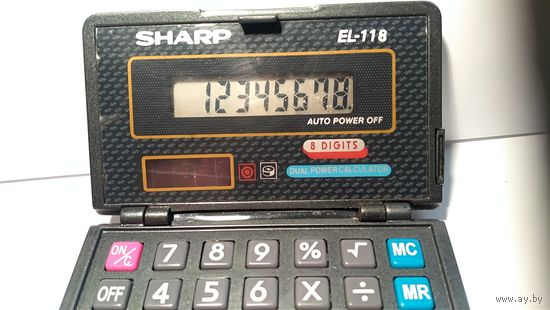 SHARP EL-118
12345678.
AUTO POWER OFF
8 DIGITS
DUAL POWER CALCULATOR
ON/C 7 8 9 % √ MC
OFF 4 5 6 X ÷ MR
www.ay.by